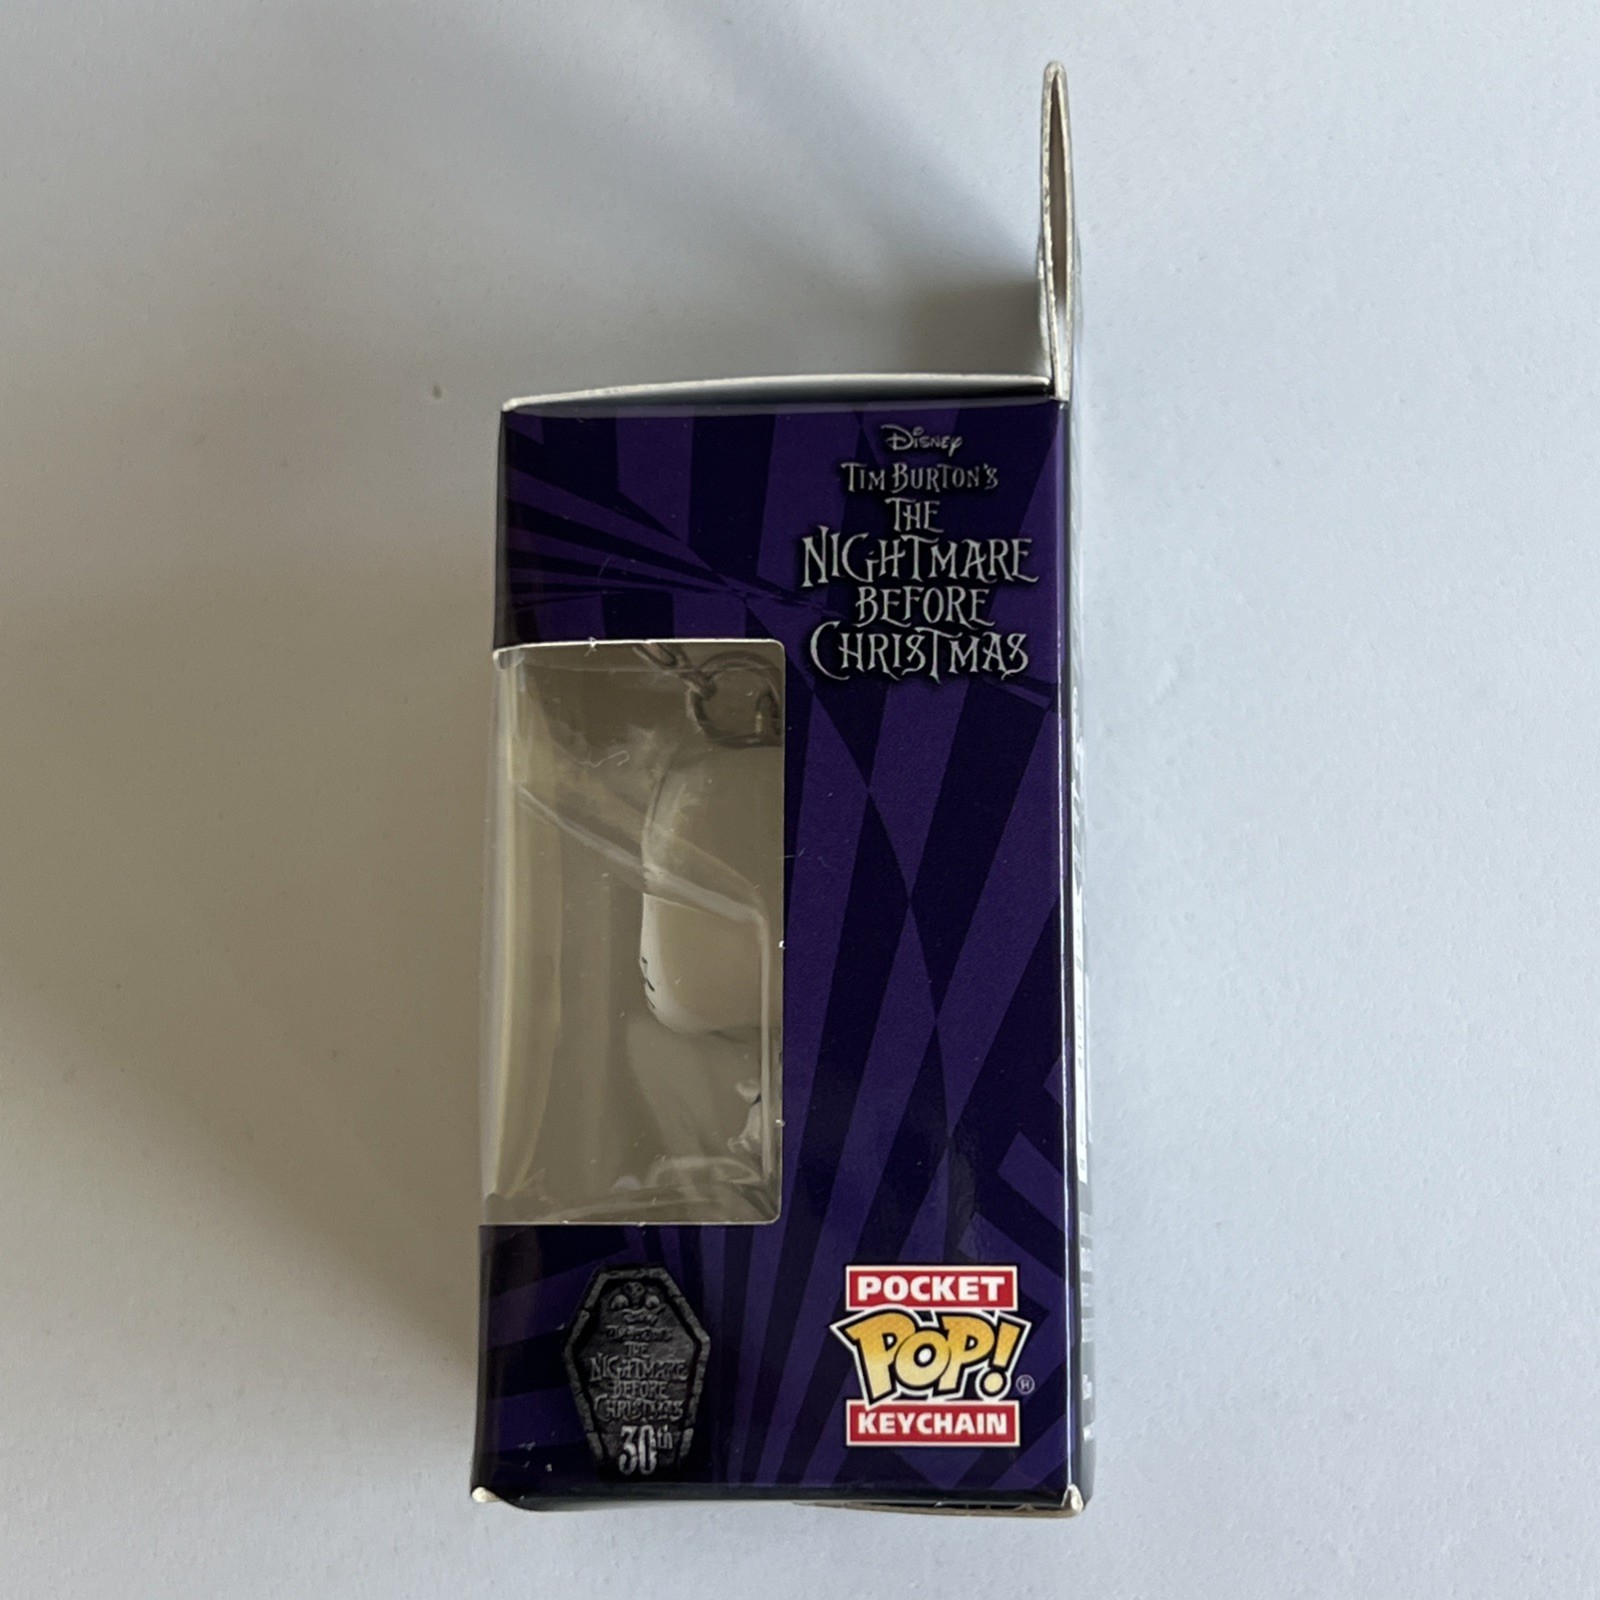 Disney
TIM BURTON'S
THE
NIGHTMARE
BEFORE
CHRISTMAS
THE
NIGHTMARE
BEFORE
CHRISTMAS
30th
POCKET
POP!®
KEYCHAIN